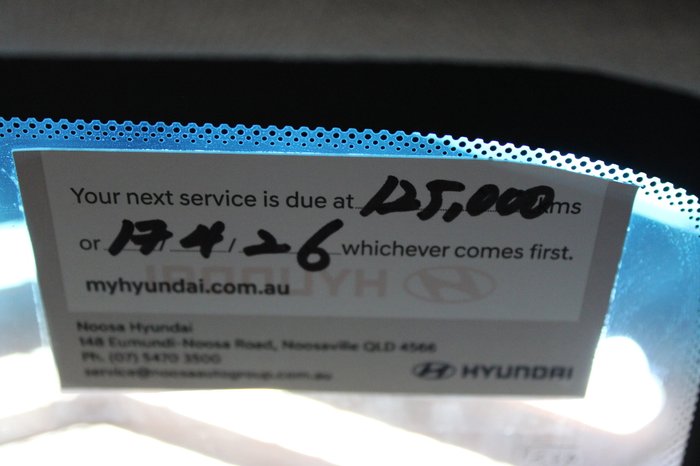 Your next service is due at 125,000 kms
or 17 / 4 / 26 whichever comes first.
myhyundai.com.au
HYUNDAI
Noosa Hyundai
148 Eumundi-Noosa Road, Noosaville QLD 4566
Ph. (07) 5470 3500
service@noosaautogroup.com.au
HYUNDAI